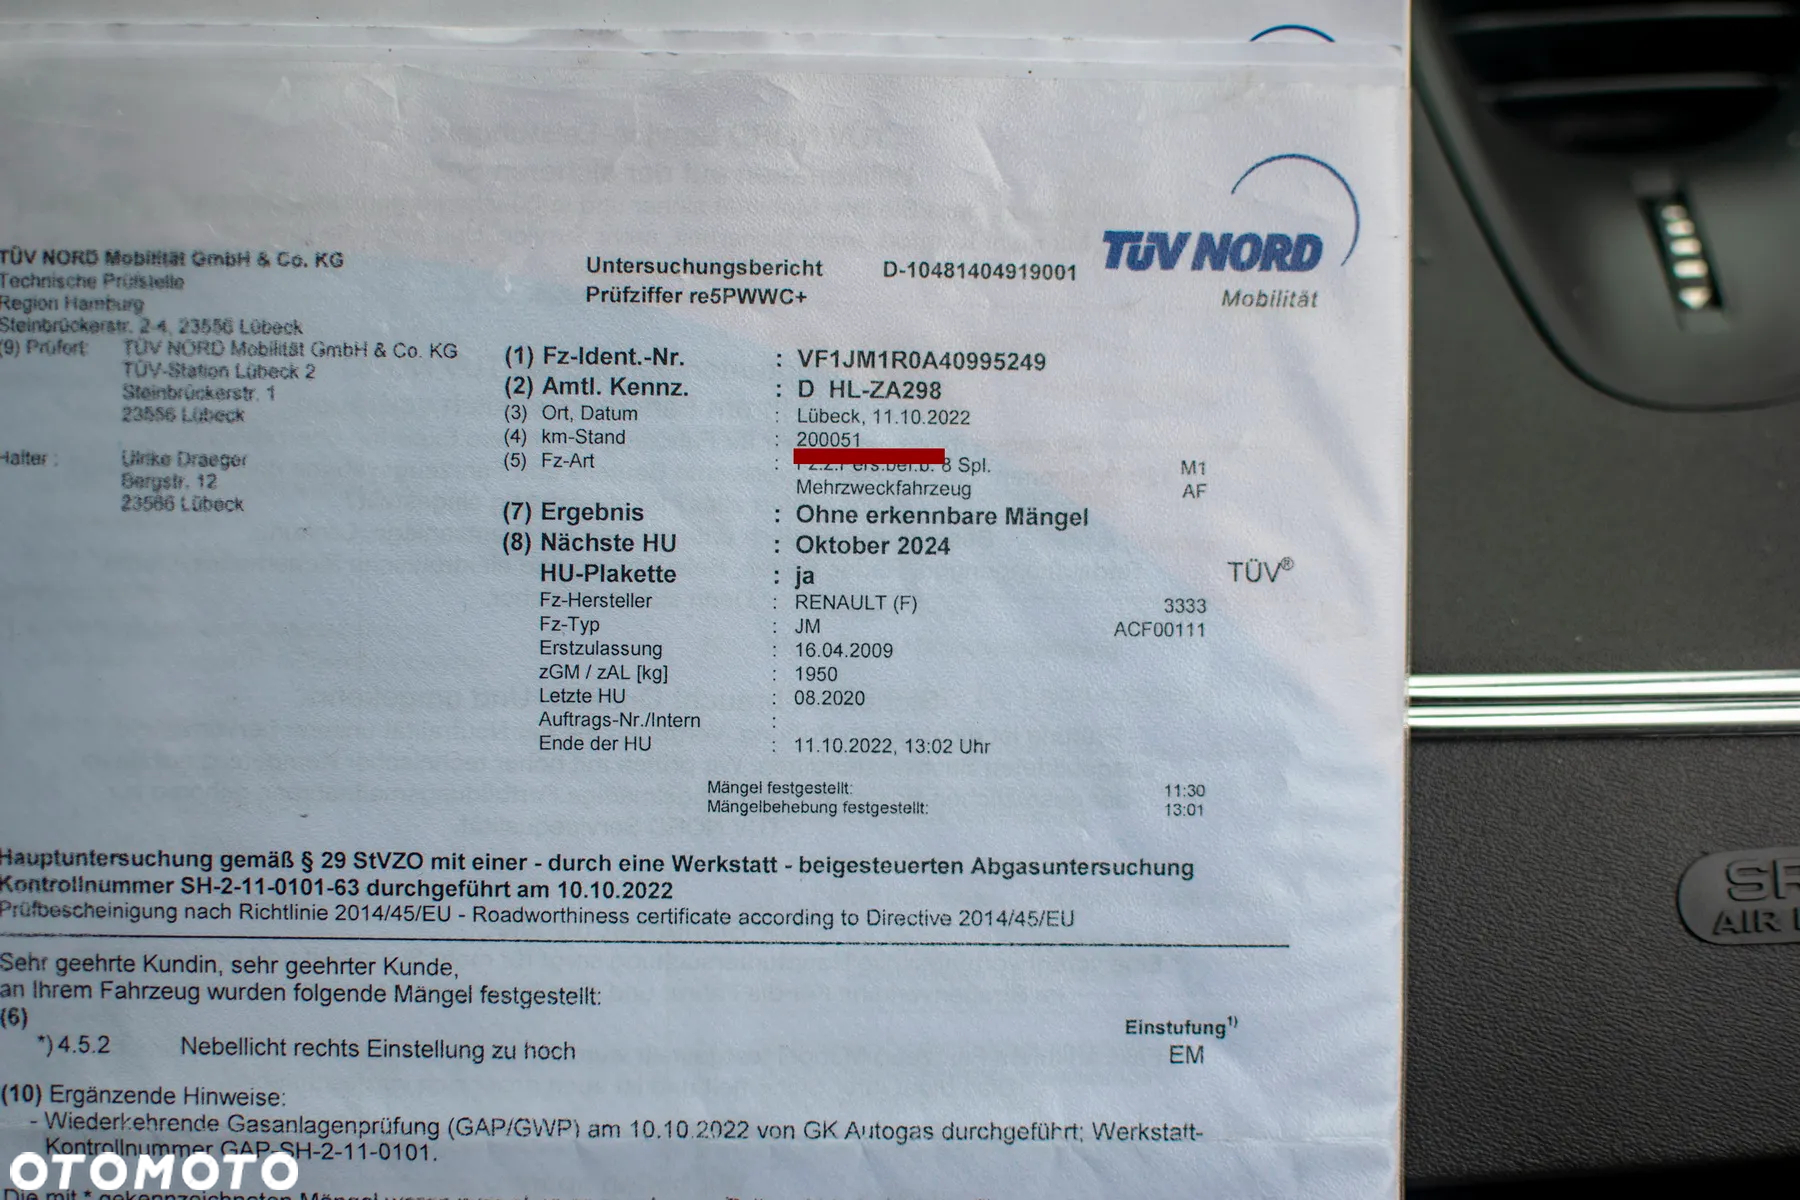 TÜV NORD Mobilität GmbH & Co. KG
Technische Prüfstelle
Region Hamburg
Steinbrückerstr. 2-4, 23556 Lübeck
(9) Prüfort: TÜV NORD Mobilität GmbH & Co. KG
TÜV-Station Lübeck 2
Steinbrückerstr. 1
23556 Lübeck
Halter : Ulrike Draeger
Bergstr. 12
23566 Lübeck
Untersuchungsbericht D-10481404919001
Prüfziffer re5PWWC+
TÜV NORD
Mobilität
(1) Fz-Ident.-Nr. : VF1JM1R0A40995249
(2) Amtl. Kennz. : D HL-ZA298
(3) Ort, Datum : Lübeck, 11.10.2022
(4) km-Stand : 200051
(5) Fz-Art : Fz.z.Pers.bef.b. 8 Spl. M1
Mehrzweckfahrzeug AF
(7) Ergebnis : Ohne erkennbare Mängel
(8) Nächste HU : Oktober 2024
HU-Plakette : ja
TÜV®
Fz-Hersteller : RENAULT (F) 3333
Fz-Typ : JM ACF00111
Erstzulassung : 16.04.2009
zGM / zAL [kg] : 1950
Letzte HU : 08.2020
Auftrags-Nr./Intern :
Ende der HU : 11.10.2022, 13:02 Uhr
Mängel festgestellt: 11:30
Mängelbehebung festgestellt: 13:01
Hauptuntersuchung gemäß § 29 StVZO mit einer - durch eine Werkstatt - beigesteuerten Abgasuntersuchung
Kontrollnummer SH-2-11-0101-63 durchgeführt am 10.10.2022
Prüfbescheinigung nach Richtlinie 2014/45/EU - Roadworthiness certificate according to Directive 2014/45/EU
Sehr geehrte Kundin, sehr geehrter Kunde,
an Ihrem Fahrzeug wurden folgende Mängel festgestellt:
(6) Einstufung¹⁾
*) 4.5.2 Nebellicht rechts Einstellung zu hoch EM
(10) Ergänzende Hinweise:
- Wiederkehrende Gasanlagenprüfung (GAP/GWP) am 10.10.2022 von GK Autogas durchgeführt; Werkstatt-
Kontrollnummer GAP-SH-2-11-0101.
Die mit * gekennzeichneten Mängel
OTOMOTO
SR
AIR